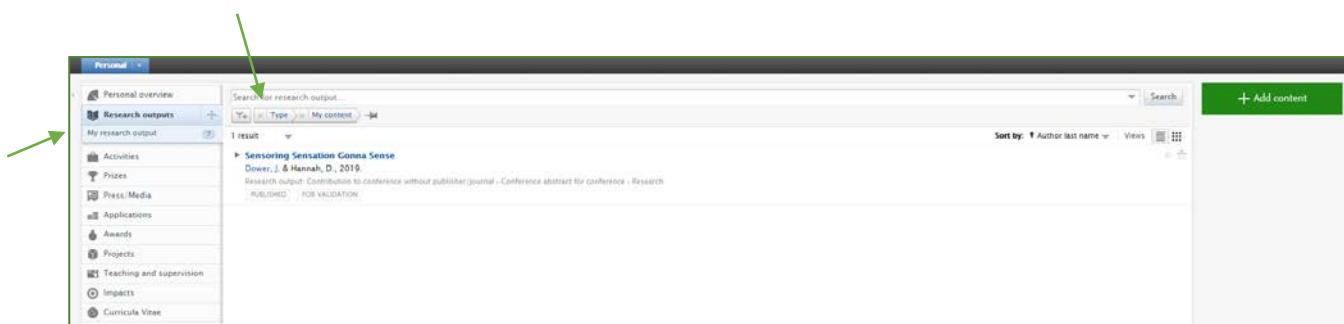 Personal
Personal overview
Research outputs
My research output
Activities
Prizes
Press/Media
Applications
Awards
Projects
Teaching and supervision
Impacts
Curricula Vitae
Search for research output...
Search
Type
My content
1 result
Sort by: Author last name
Views
Sensoring Sensation Gonna Sense
Dower, J. & Hannah, D., 2019.
Research output: Contribution to conference without publisher/journal › Conference abstract for conference › Research
PUBLISHED FOR VALIDATION
+ Add content